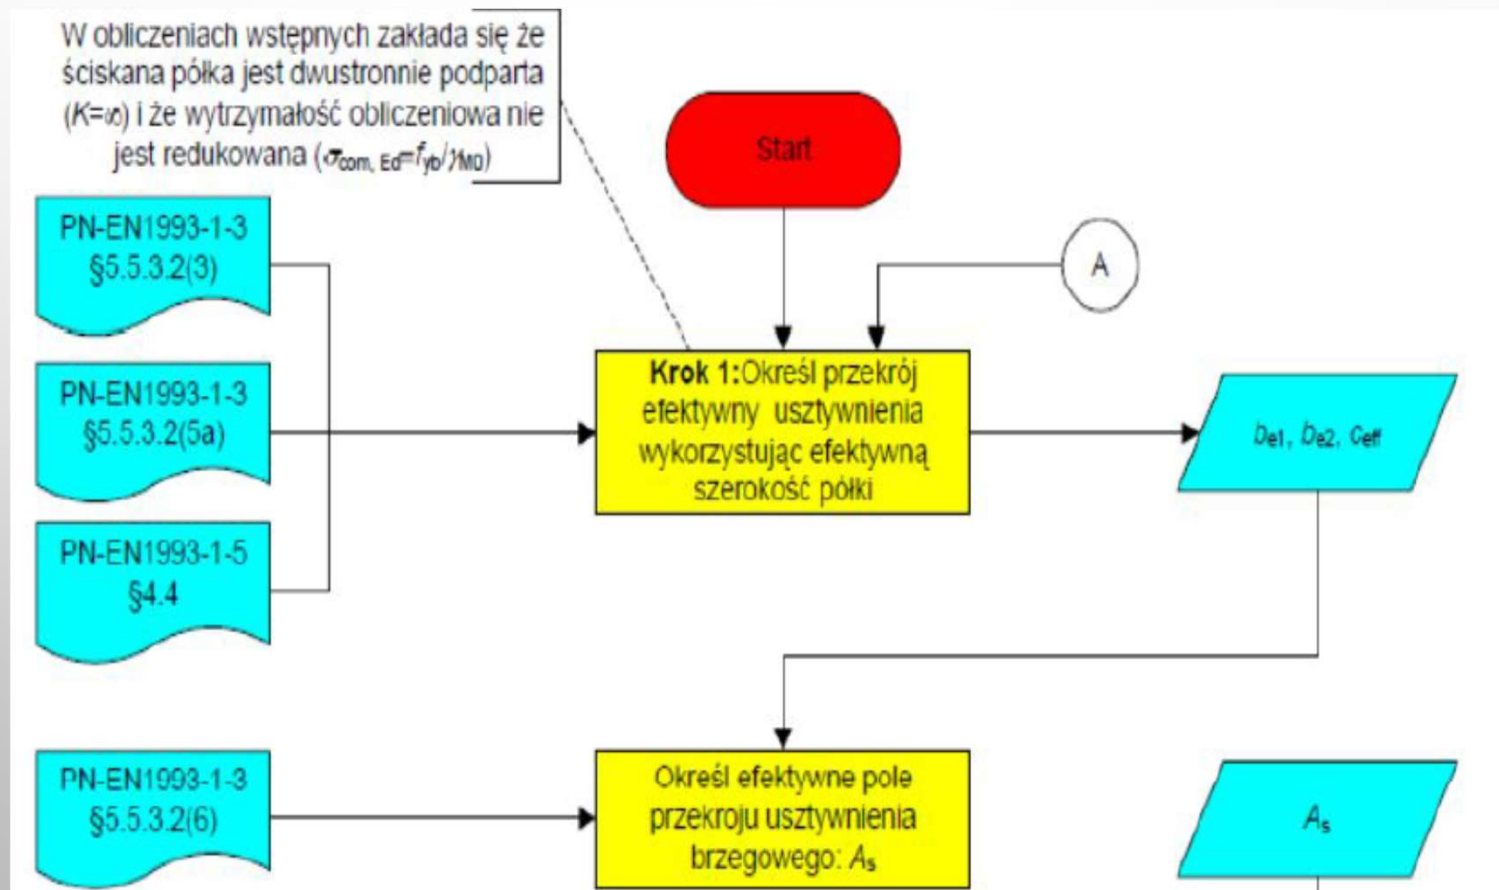 W obliczeniach wstępnych zakłada się że
ściskana półka jest dwustronnie podparta
(K=∞) i że wytrzymałość obliczeniowa nie
jest redukowana (σcom, Ed=fyb/γM0)
Start
A
PN-EN1993-1-3
§5.5.3.2(3)
PN-EN1993-1-3
§5.5.3.2(5a)
PN-EN1993-1-5
§4.4
Krok 1:Określ przekrój
efektywny usztywnienia
wykorzystując efektywną
szerokość półki
be1, be2, ceff
PN-EN1993-1-3
§5.5.3.2(6)
Określ efektywne pole
przekroju usztywnienia
brzegowego: As
As